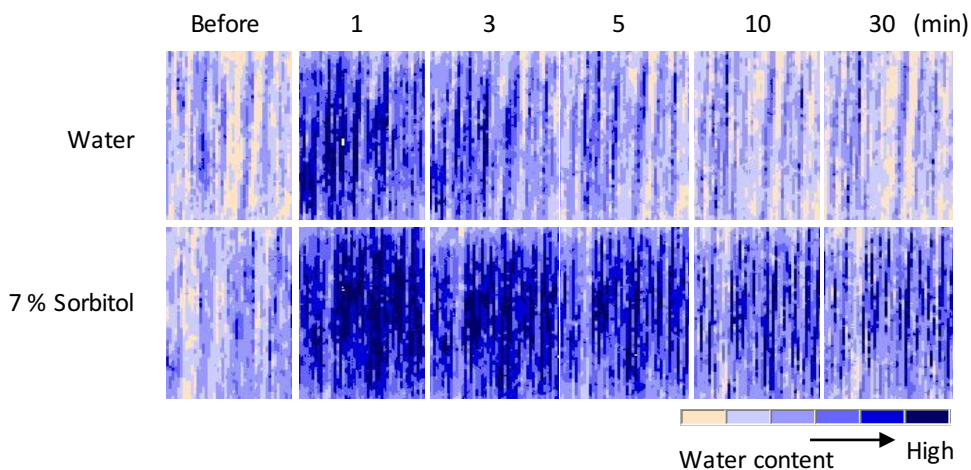 Before 1 3 5 10 30 (min)
Water
7 % Sorbitol
Water content High